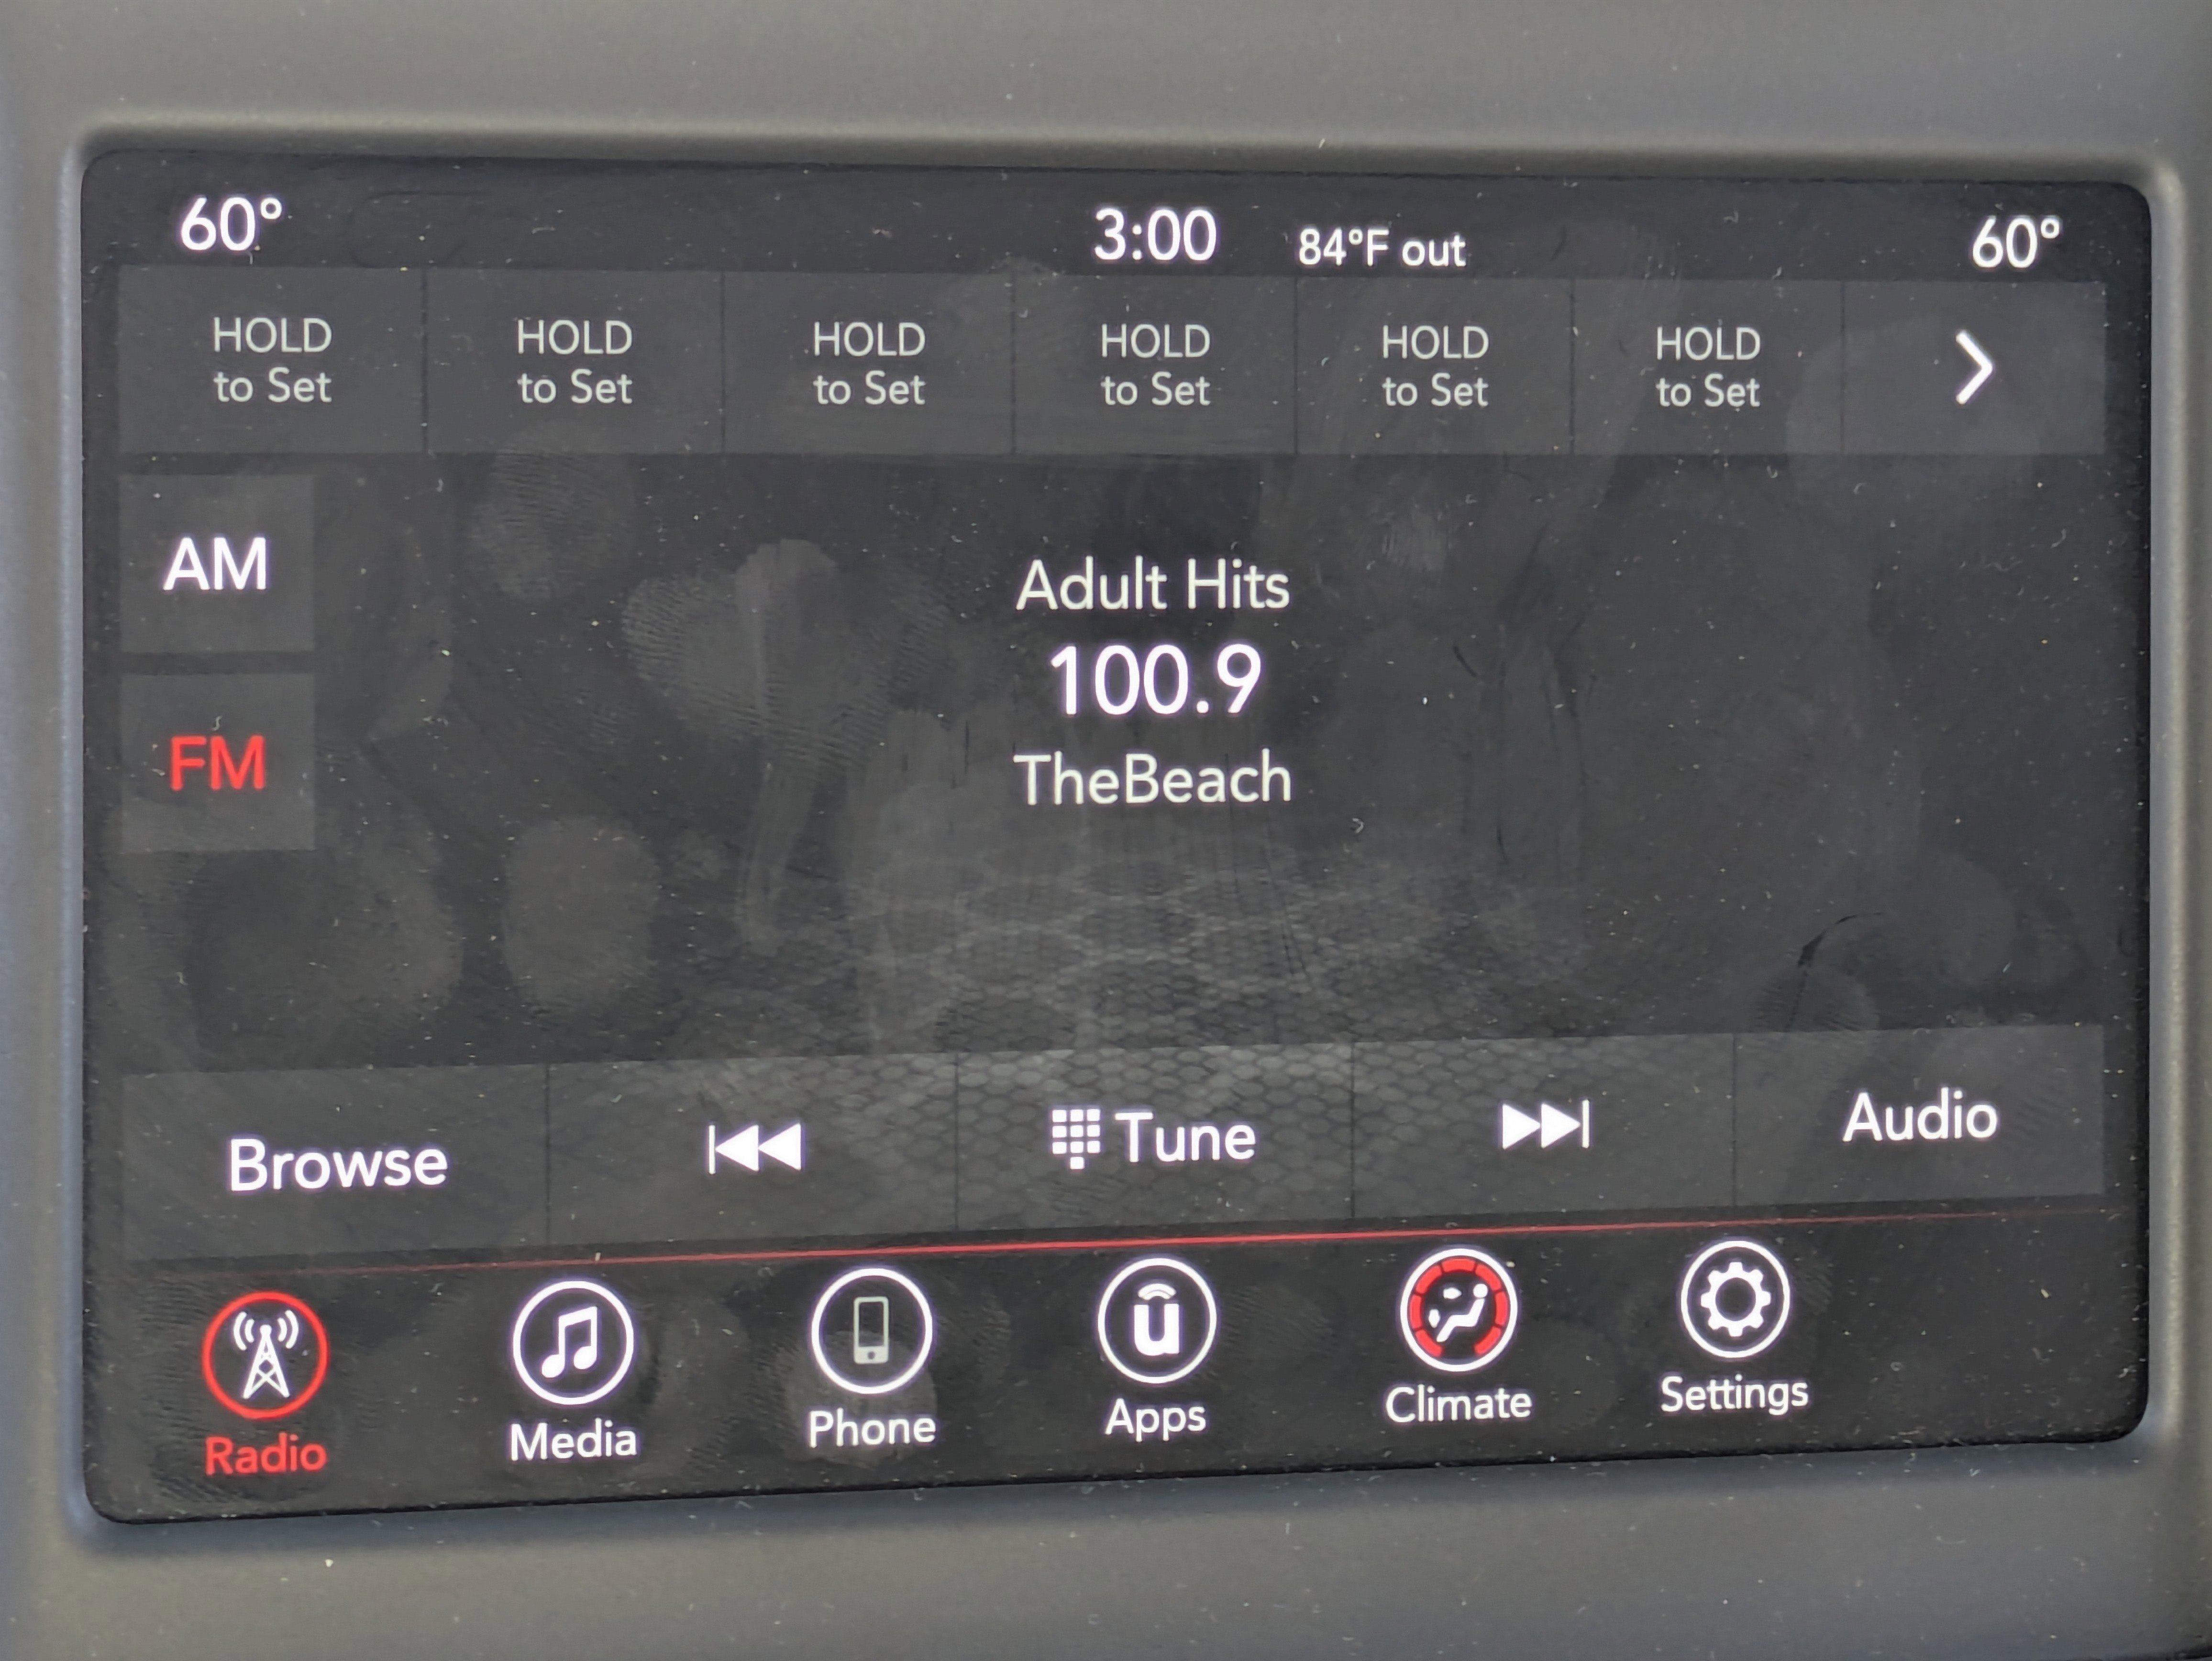 60° 3:00 84°F out 60°
HOLD to Set
HOLD to Set
HOLD to Set
HOLD to Set
HOLD to Set
HOLD to Set
AM
FM
Adult Hits
100.9
TheBeach
Browse
Tune
Audio
u
Radio
Media
Phone
Apps
Climate
Settings